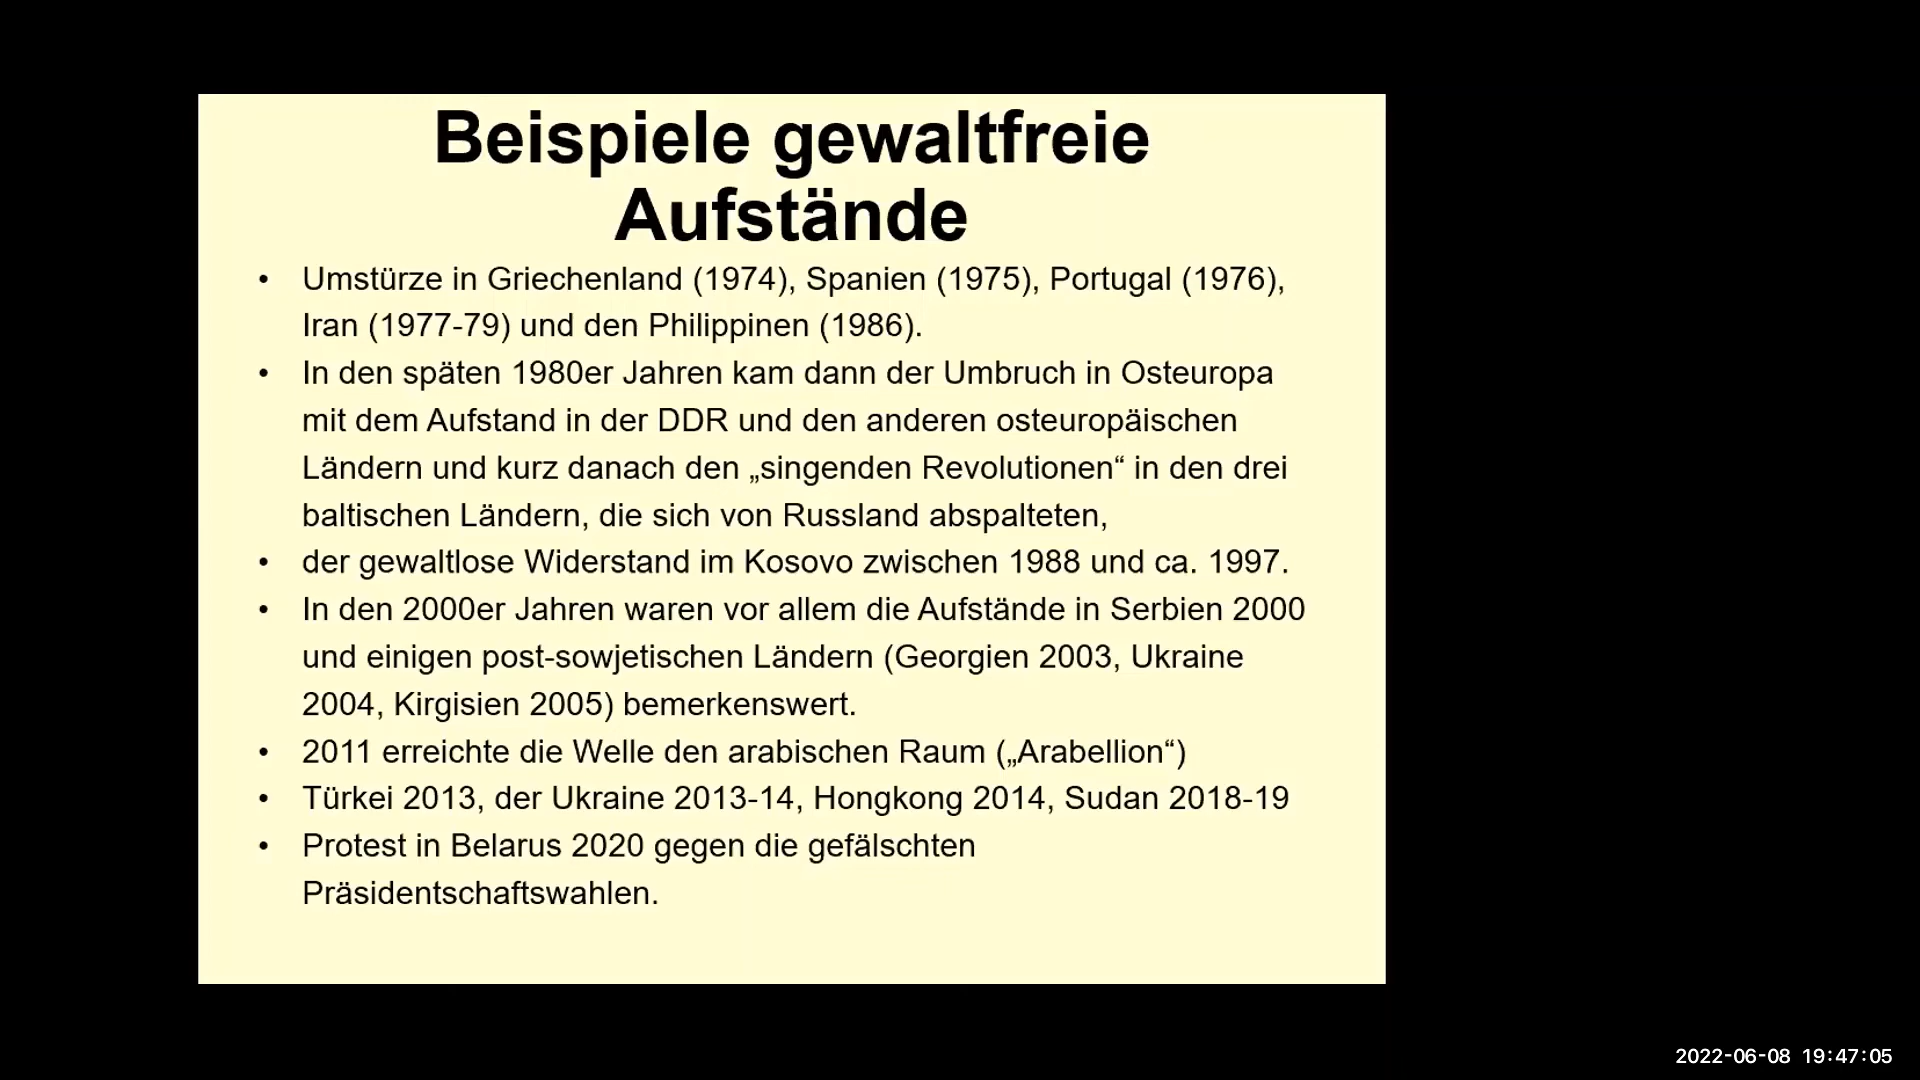 Beispiele gewaltfreie
Aufstände
• Umstürze in Griechenland (1974), Spanien (1975), Portugal (1976),
Iran (1977-79) und den Philippinen (1986).
• In den späten 1980er Jahren kam dann der Umbruch in Osteuropa
mit dem Aufstand in der DDR und den anderen osteuropäischen
Ländern und kurz danach den „singenden Revolutionen“ in den drei
baltischen Ländern, die sich von Russland abspalteten,
• der gewaltlose Widerstand im Kosovo zwischen 1988 und ca. 1997.
• In den 2000er Jahren waren vor allem die Aufstände in Serbien 2000
und einigen post-sowjetischen Ländern (Georgien 2003, Ukraine
2004, Kirgisien 2005) bemerkenswert.
• 2011 erreichte die Welle den arabischen Raum („Arabellion“)
• Türkei 2013, der Ukraine 2013-14, Hongkong 2014, Sudan 2018-19
• Protest in Belarus 2020 gegen die gefälschten
Präsidentschaftswahlen.
2022-06-08 19:47:05